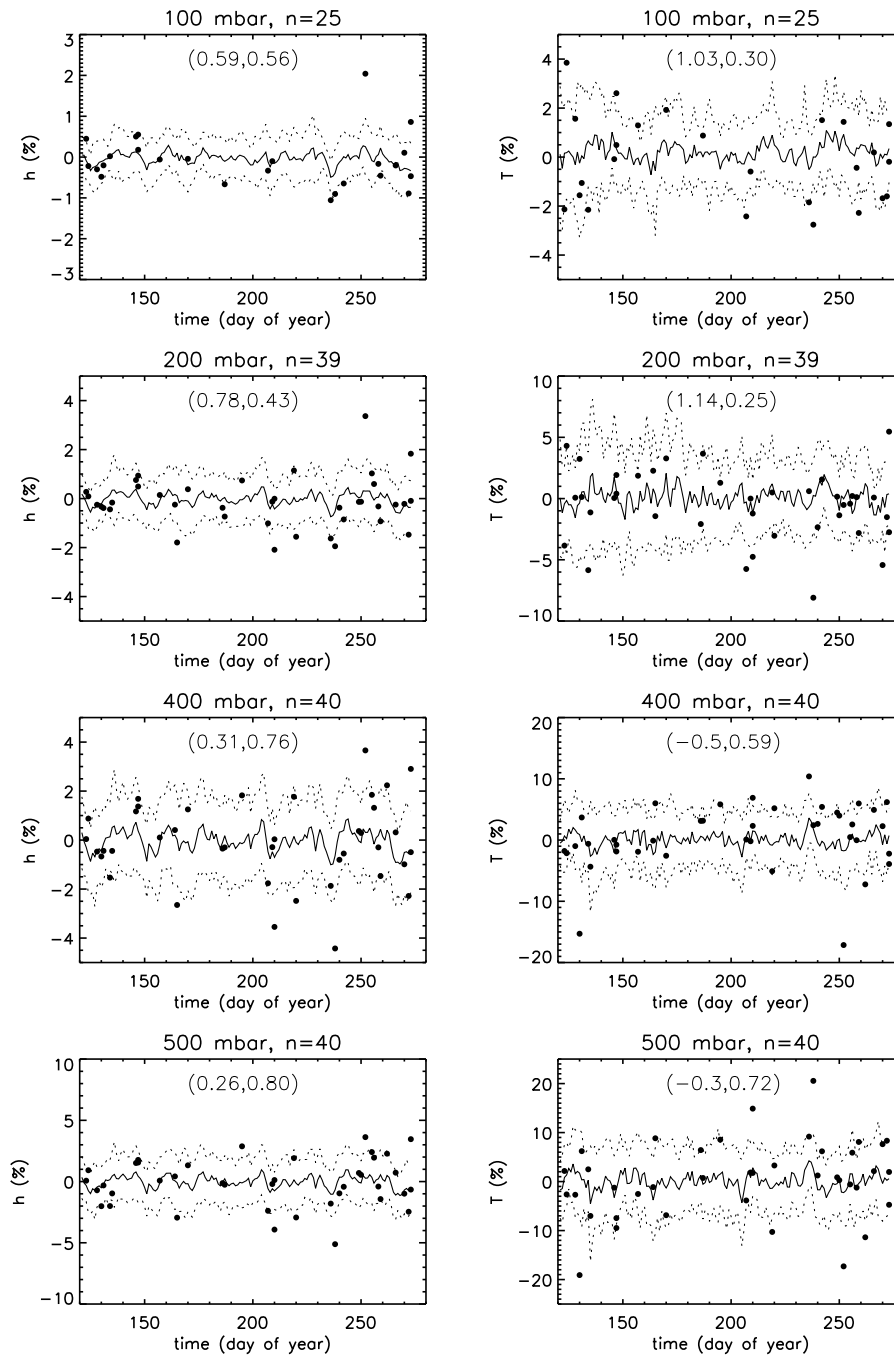 100 mbar, n=25
(0.59,0.56)
3
2
1
0
−1
−2
−3
h (%)
150 200 250
time (day of year)
100 mbar, n=25
(1.03,0.30)
4
2
0
−2
−4
T (%)
150 200 250
time (day of year)
200 mbar, n=39
(0.78,0.43)
4
2
0
−2
−4
h (%)
150 200 250
time (day of year)
200 mbar, n=39
(1.14,0.25)
10
5
0
−5
−10
T (%)
150 200 250
time (day of year)
400 mbar, n=40
(0.31,0.76)
4
2
0
−2
−4
h (%)
150 200 250
time (day of year)
400 mbar, n=40
(−0.5,0.59)
20
10
0
−10
−20
T (%)
150 200 250
time (day of year)
500 mbar, n=40
(0.26,0.80)
10
5
0
−5
−10
h (%)
150 200 250
time (day of year)
500 mbar, n=40
(−0.3,0.72)
20
10
0
−10
−20
T (%)
150 200 250
time (day of year)